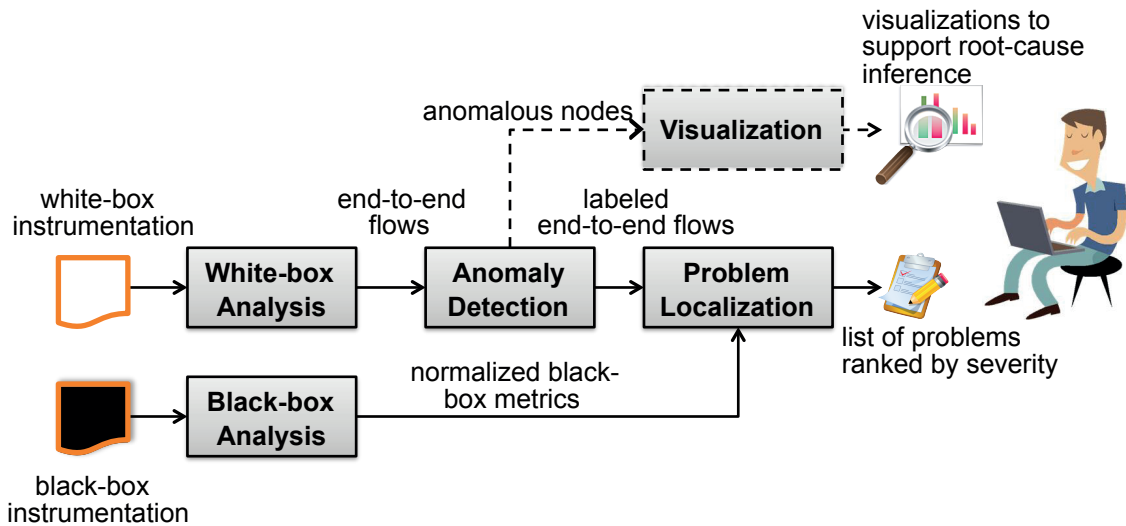 visualizations to
support root-cause
inference
anomalous nodes
Visualization
white-box
instrumentation
end-to-end
flows
labeled
end-to-end flows
White-box
Analysis
Anomaly
Detection
Problem
Localization
list of problems
ranked by severity
normalized black-
box metrics
Black-box
Analysis
black-box
instrumentation